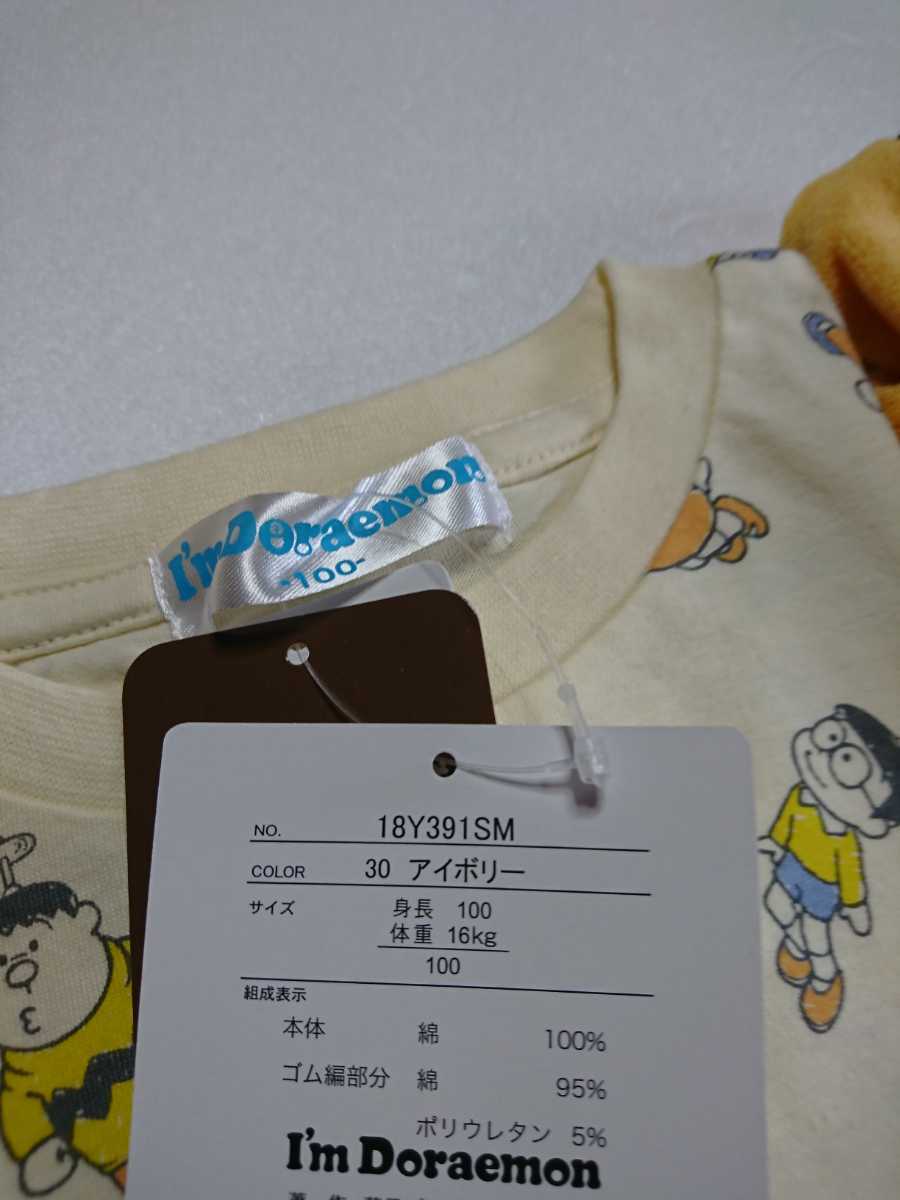 I'm Doraemon
-100-
NO. 18Y391SM
COLOR 30 アイボリー
サイズ 身長 100
体重 16kg
100
組成表示
本体 綿 100%
ゴム編部分 綿 95%
ポリウレタン 5%
I'm Doraemon